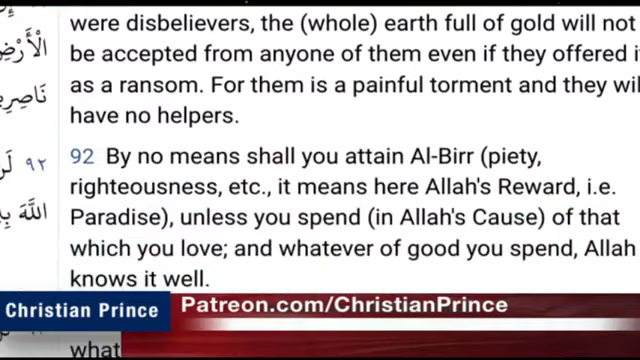 were disbelievers, the (whole) earth full of gold will not
be accepted from anyone of them even if they offered
as a ransom. For them is a painful torment and they
have no helpers.
92 By no means shall you attain Al-Birr (piety,
righteousness, etc., it means here Allah's Reward, i.e.
Paradise), unless you spend (in Allah's Cause) of that
which you love; and whatever of good you spend, Allah
knows it well.
الْأَرْضِ
٩٢
اللَّهَ
Christian Prince
Patreon.com/ChristianPrince
what